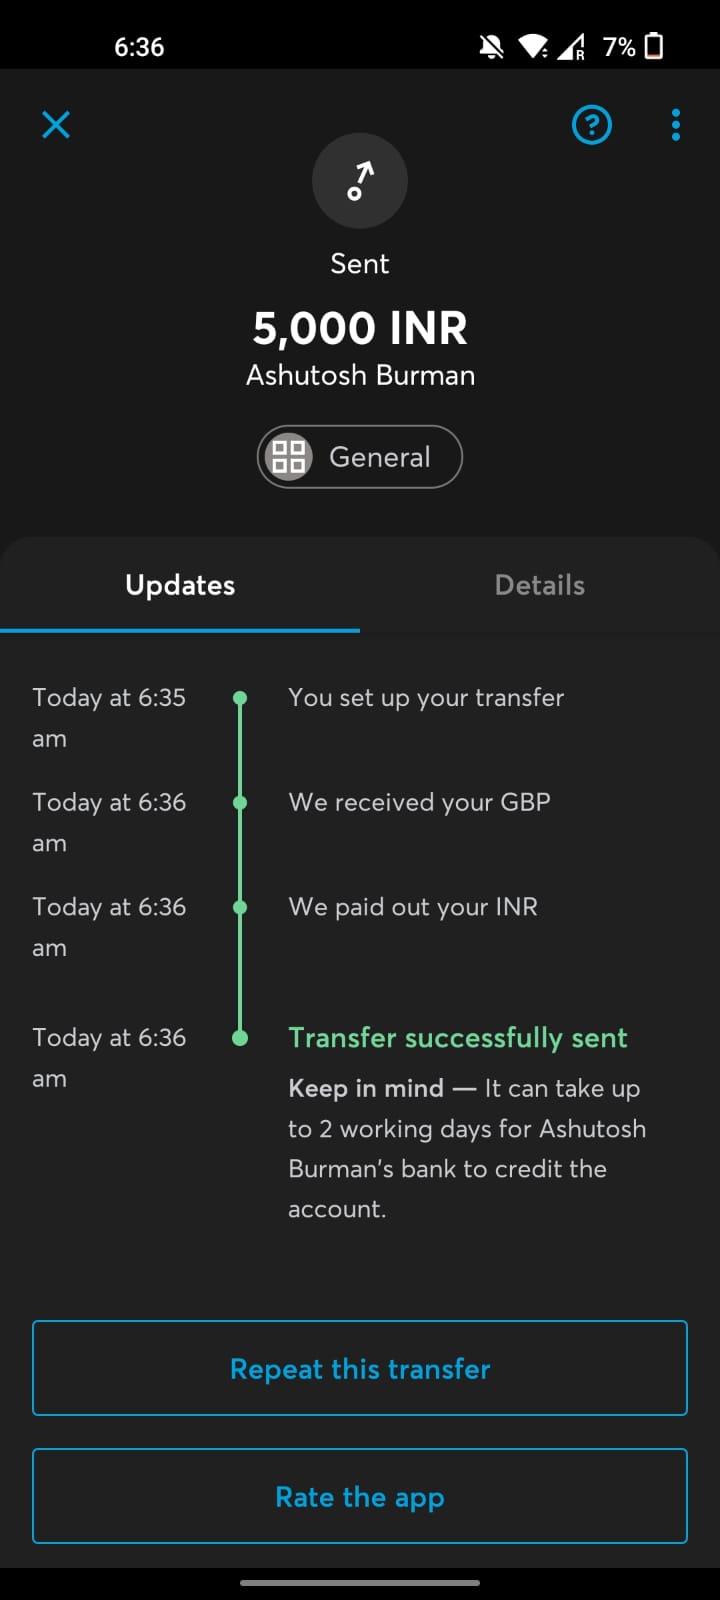 6:36
R 7%
?
Sent
5,000 INR
Ashutosh Burman
General
Updates Details
Today at 6:35
am
You set up your transfer
Today at 6:36
am
We received your GBP
Today at 6:36
am
We paid out your INR
Today at 6:36
am
Transfer successfully sent
Keep in mind — It can take up
to 2 working days for Ashutosh
Burman's bank to credit the
account.
Repeat this transfer
Rate the app